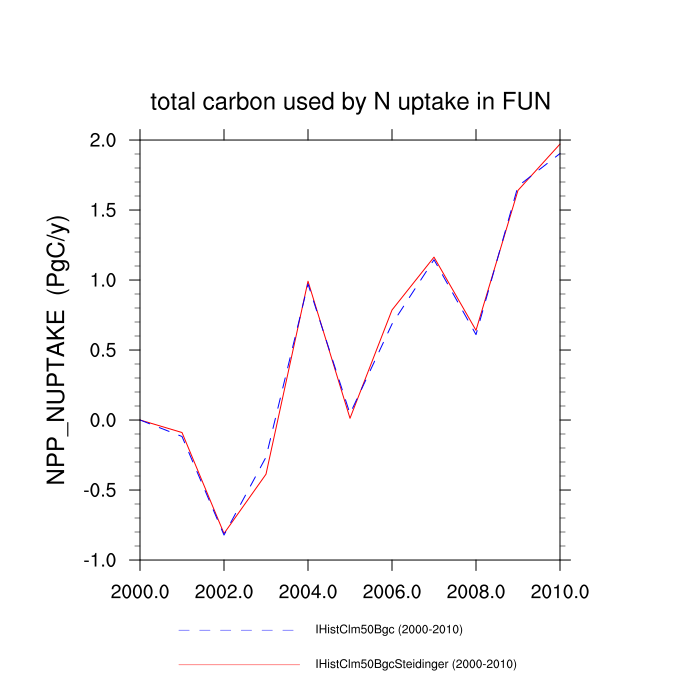 total carbon used by N uptake in FUN
NPP_NUPTAKE (PgC/y)
2.0
1.5
1.0
0.5
0.0
-0.5
-1.0
2000.0 2002.0 2004.0 2006.0 2008.0 2010.0
IHistClm50Bgc (2000-2010)
IHistClm50BgcSteidinger (2000-2010)